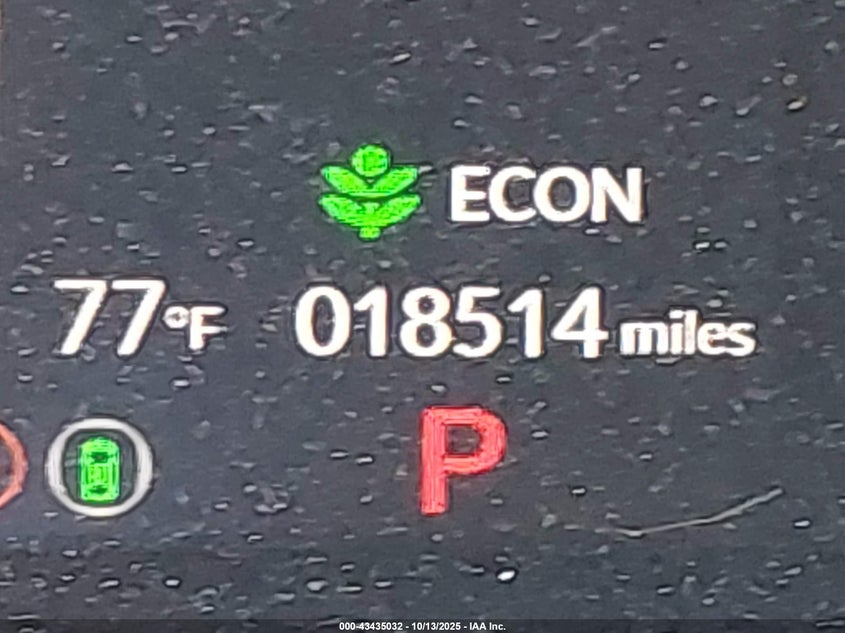 ECON
77°F 018514 miles
P
000-43435032 - 10/13/2025 - IAA Inc.